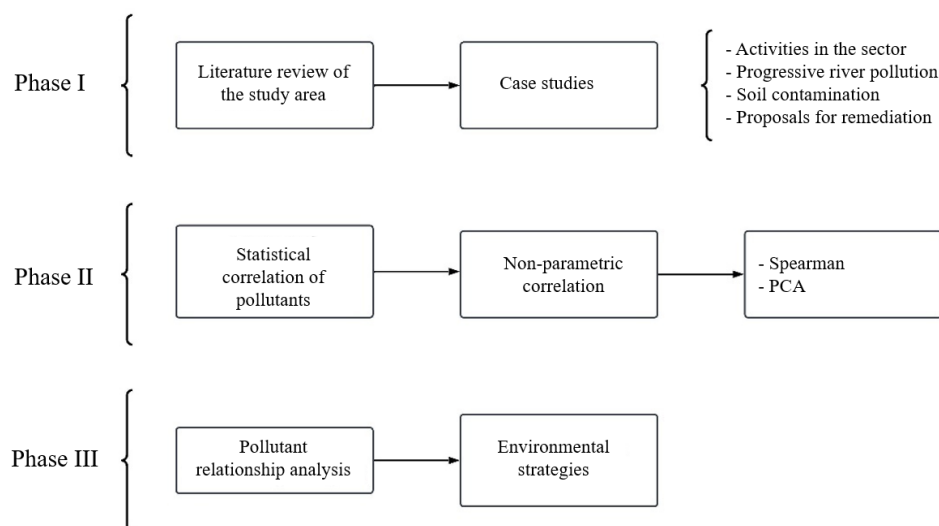 Phase I
Literature review of
the study area
Case studies
- Activities in the sector
- Progressive river pollution
- Soil contamination
- Proposals for remediation
Phase II
Statistical
correlation of
pollutants
Non-parametric
correlation
- Spearman
- PCA
Phase III
Pollutant
relationship analysis
Environmental
strategies